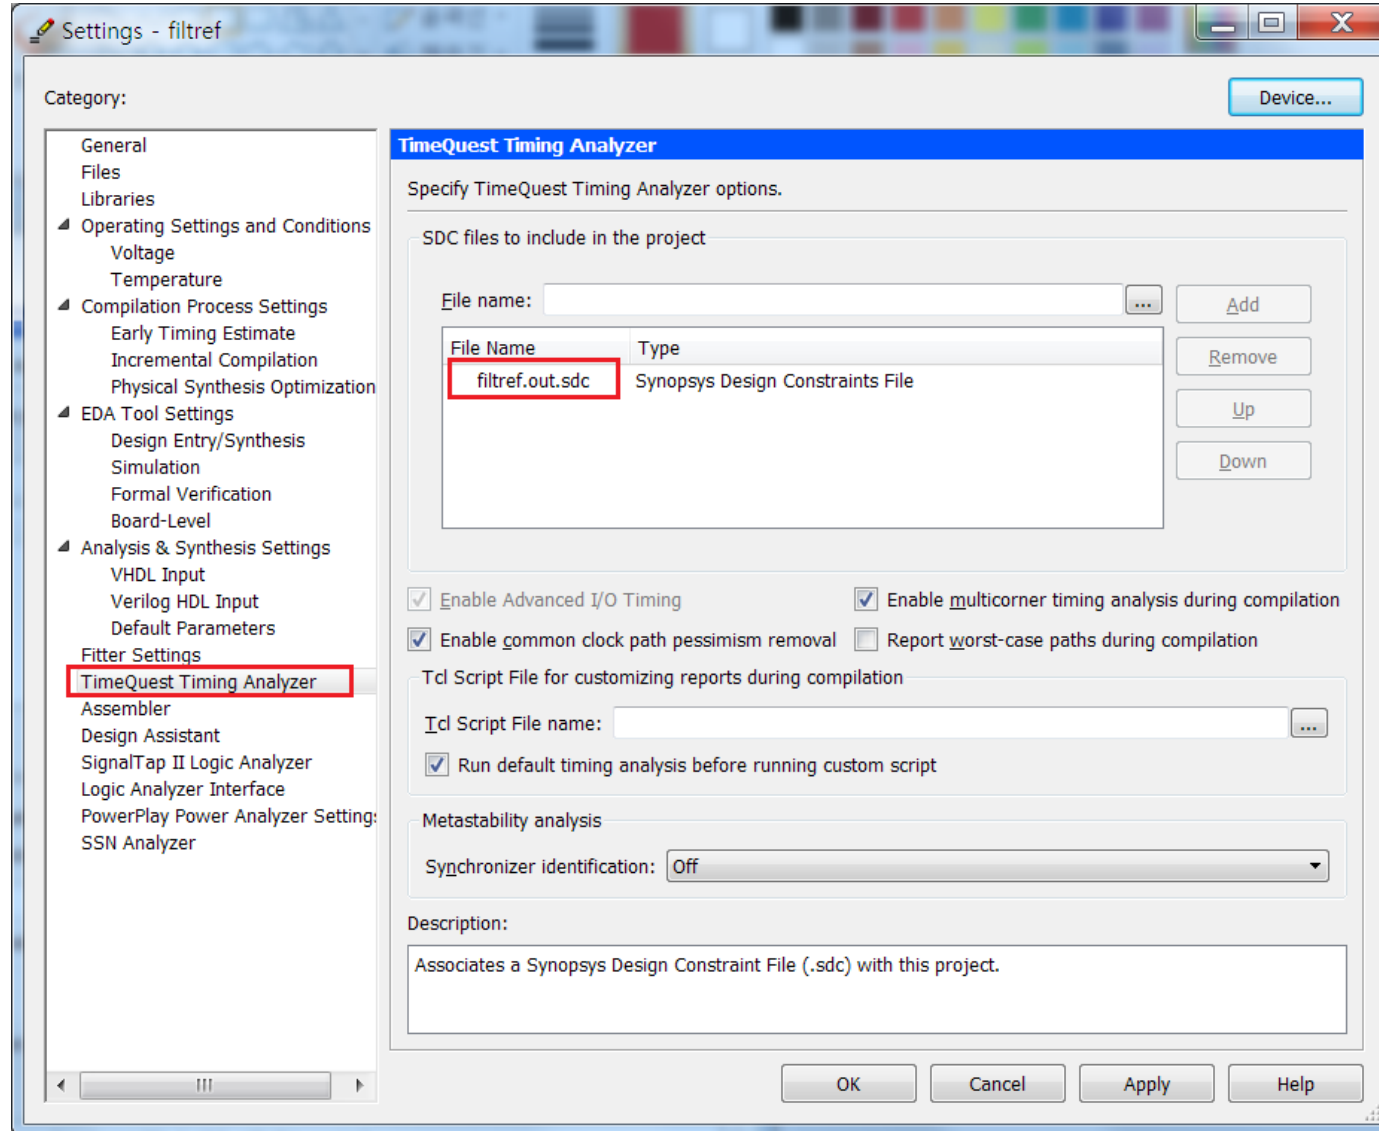 Settings - filtref
Category:
Device...
General
Files
Libraries
Operating Settings and Conditions
Voltage
Temperature
Compilation Process Settings
Early Timing Estimate
Incremental Compilation
Physical Synthesis Optimization
EDA Tool Settings
Design Entry/Synthesis
Simulation
Formal Verification
Board-Level
Analysis & Synthesis Settings
VHDL Input
Verilog HDL Input
Default Parameters
Fitter Settings
TimeQuest Timing Analyzer
Assembler
Design Assistant
SignalTap II Logic Analyzer
Logic Analyzer Interface
PowerPlay Power Analyzer Settings
SSN Analyzer
TimeQuest Timing Analyzer
Specify TimeQuest Timing Analyzer options.
SDC files to include in the project
File name:
...
Add
File Name Type
Remove
filtref.out.sdc Synopsys Design Constraints File
Up
Down
Enable Advanced I/O Timing
Enable multicorner timing analysis during compilation
Enable common clock path pessimism removal
Report worst-case paths during compilation
Tcl Script File for customizing reports during compilation
Tcl Script File name:
...
Run default timing analysis before running custom script
Metastability analysis
Synchronizer identification: Off
Description:
Associates a Synopsys Design Constraint File (.sdc) with this project.
OK
Cancel
Apply
Help